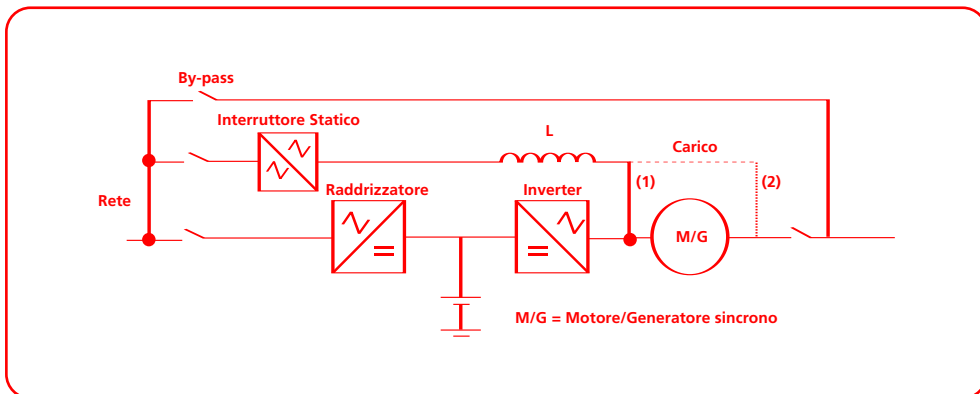 By-pass
Interruttore Statico
L
Carico
Raddrizzatore
Inverter
(1)
(2)
Rete
M/G
M/G = Motore/Generatore sincrono